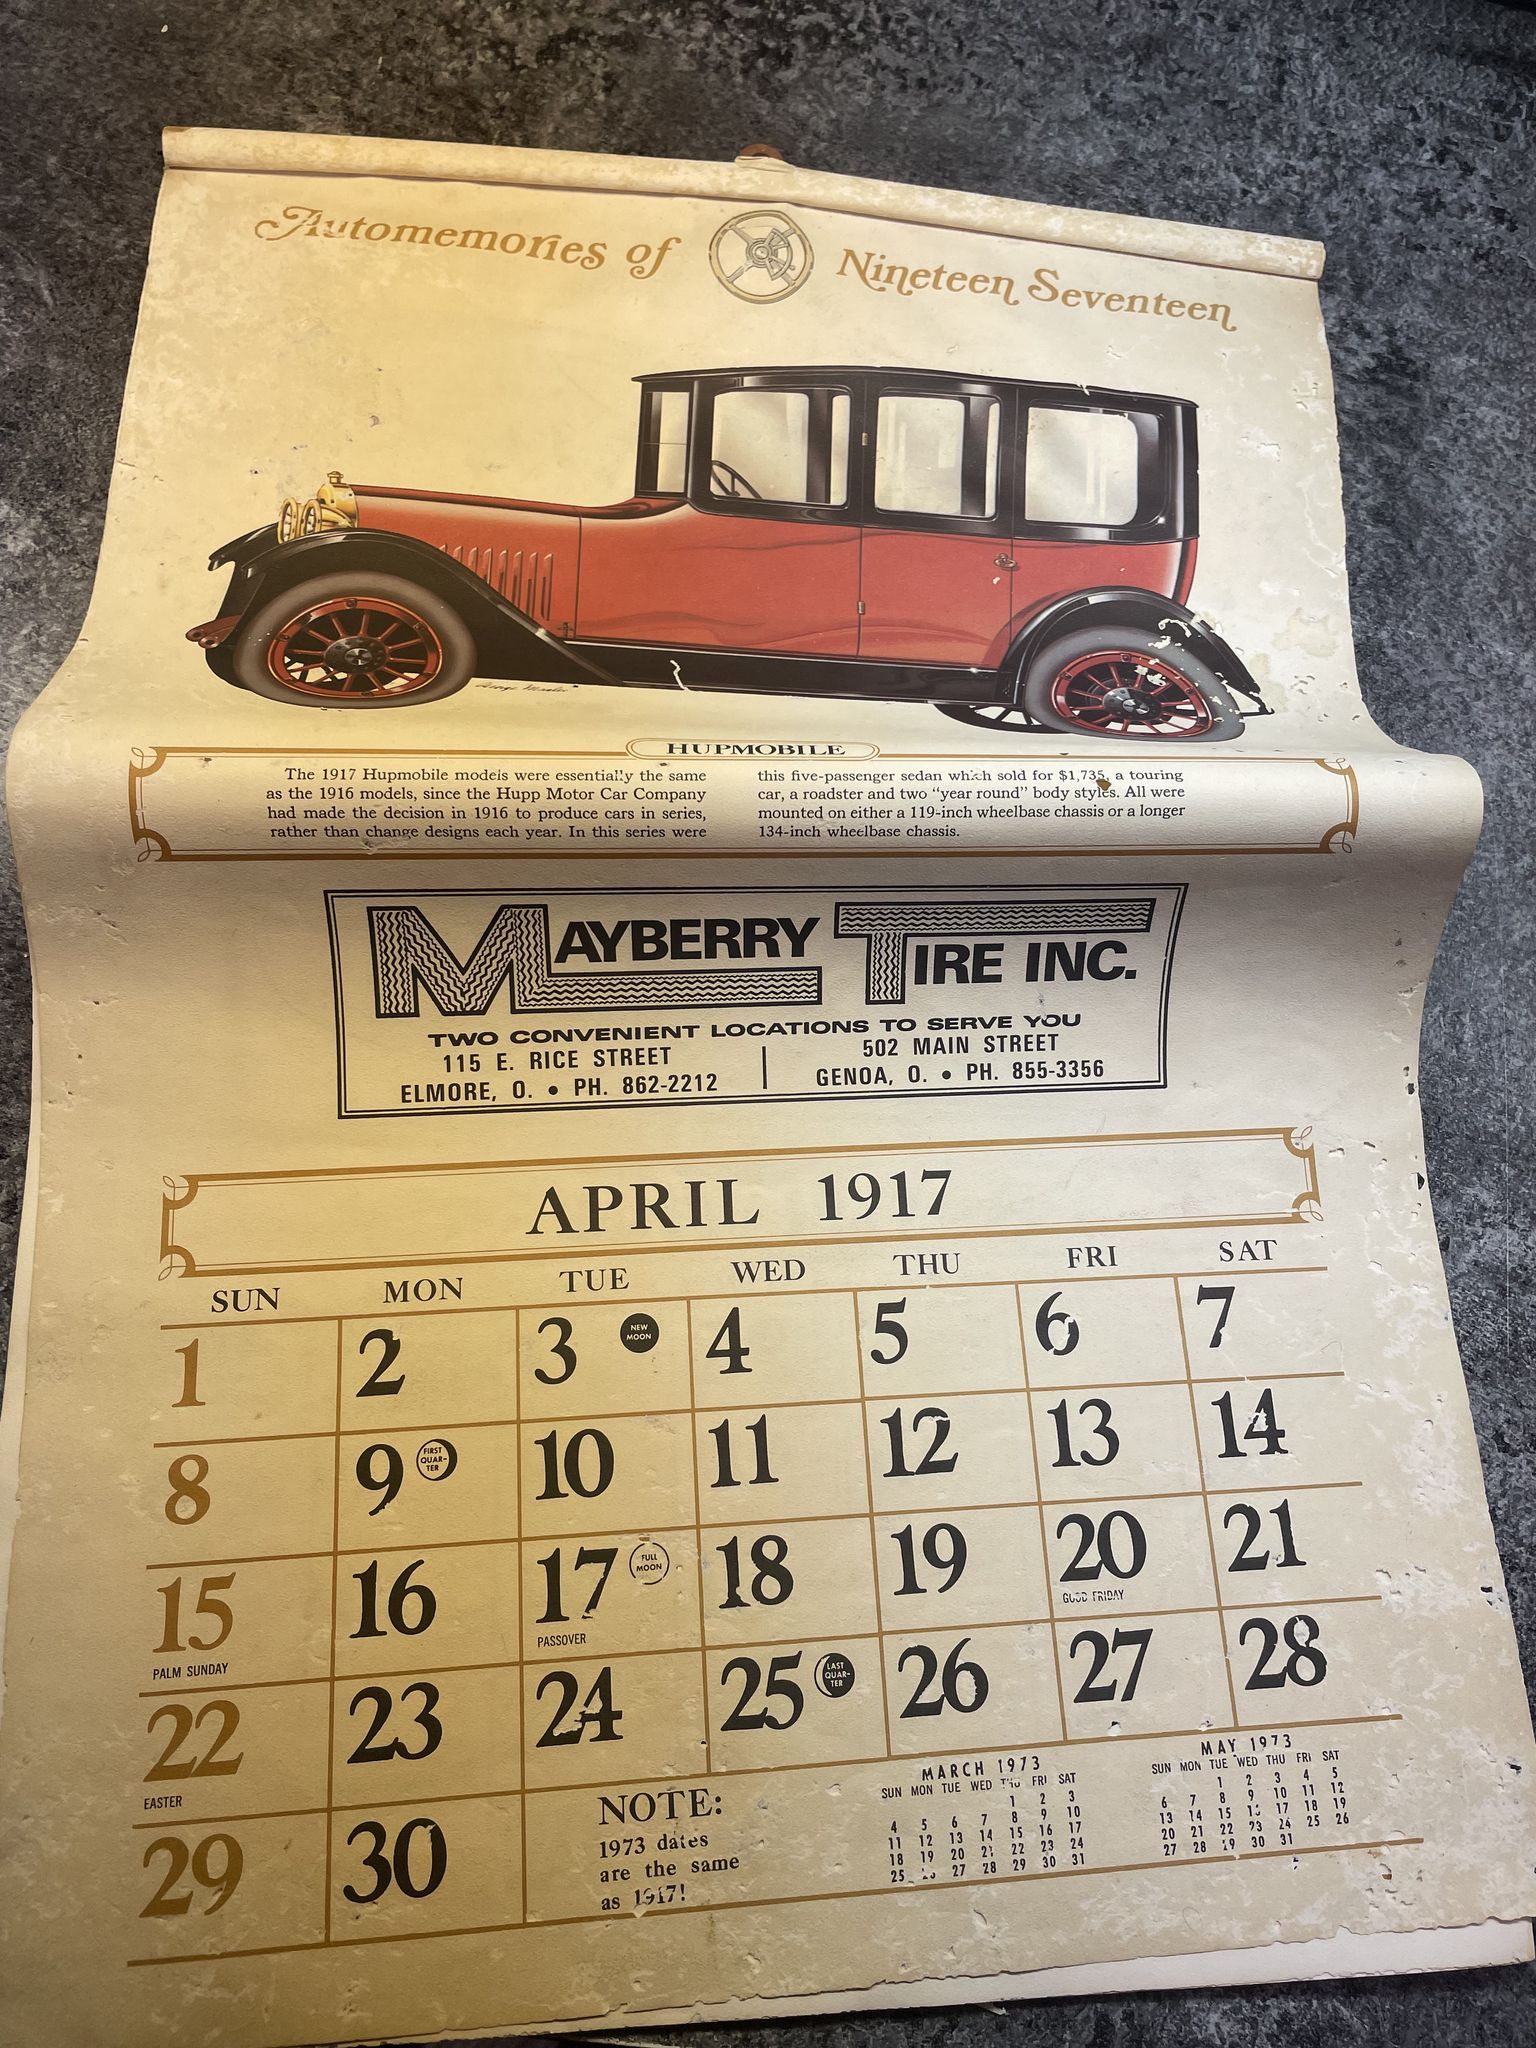 Automemories of Nineteen Seventeen
HUPMOBILE
The 1917 Hupmobile models were essentially the same
as the 1916 models, since the Hupp Motor Car Company
had made the decision in 1916 to produce cars in series,
rather than change designs each year. In this series were
this five-passenger sedan which sold for $1,735, a touring
car, a roadster and two "year round" body styles. All were
mounted on either a 119-inch wheelbase chassis or a longer
134-inch wheelbase chassis.
MAYBERRY TIRE INC.
TWO CONVENIENT LOCATIONS TO SERVE YOU
115 E. RICE STREET
ELMORE, O. • PH. 862-2212
502 MAIN STREET
GENOA, O. • PH. 855-3356
APRIL 1917
SUN MON TUE WED THU FRI SAT
1 2 3 NEW MOON 4 5 6 7
8 9 FIRST QUAR-TER 10 11 12 13 14
15 PALM SUNDAY 16 17 FULL MOON PASSOVER 18 19 20 GOOD FRIDAY 21
22 EASTER 23 24 25 LAST QUAR-TER 26 27 28
29 30
NOTE:
1973 dates
are the same
as 1917!
MARCH 1973
SUN MON TUE WED THU FRI SAT
1 2 3
4 5 6 7 8 9 10
11 12 13 14 15 16 17
18 19 20 21 22 23 24
25 27 28 29 30 31
MAY 1973
SUN MON TUE WED THU FRI SAT
1 2 3 4 5
6 7 8 9 10 11 12
13 14 15 16 17 18 19
20 21 22 23 24 25 26
27 28 29 30 31